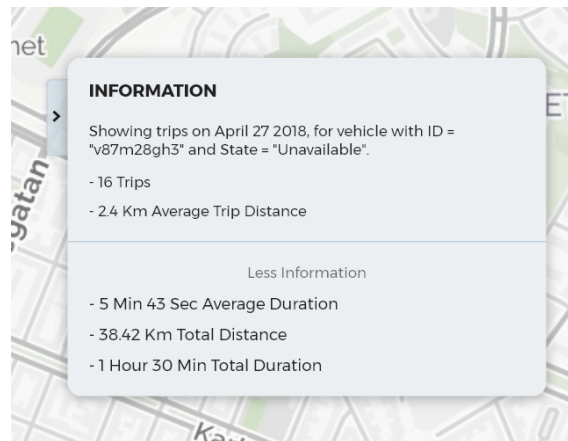 net
INFORMATION
Showing trips on April 27 2018, for vehicle with ID =
"v87m28gh3" and State = "Unavailable".
- 16 Trips
- 2.4 Km Average Trip Distance
Less Information
- 5 Min 43 Sec Average Duration
- 38.42 Km Total Distance
- 1 Hour 30 Min Total Duration
gatan